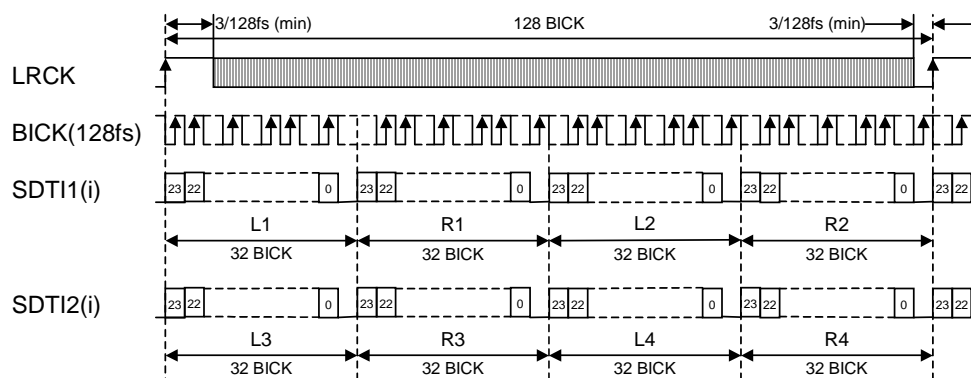 3/128fs (min) 128 BICK 3/128fs (min)
LRCK
BICK(128fs)
SDTI1(i) 23 22 0 23 22 0 23 22 0 23 22 0 23 22
L1 R1 L2 R2
32 BICK 32 BICK 32 BICK 32 BICK
SDTI2(i) 23 22 0 23 22 0 23 22 0 23 22 0 23 22
L3 R3 L4 R4
32 BICK 32 BICK 32 BICK 32 BICK